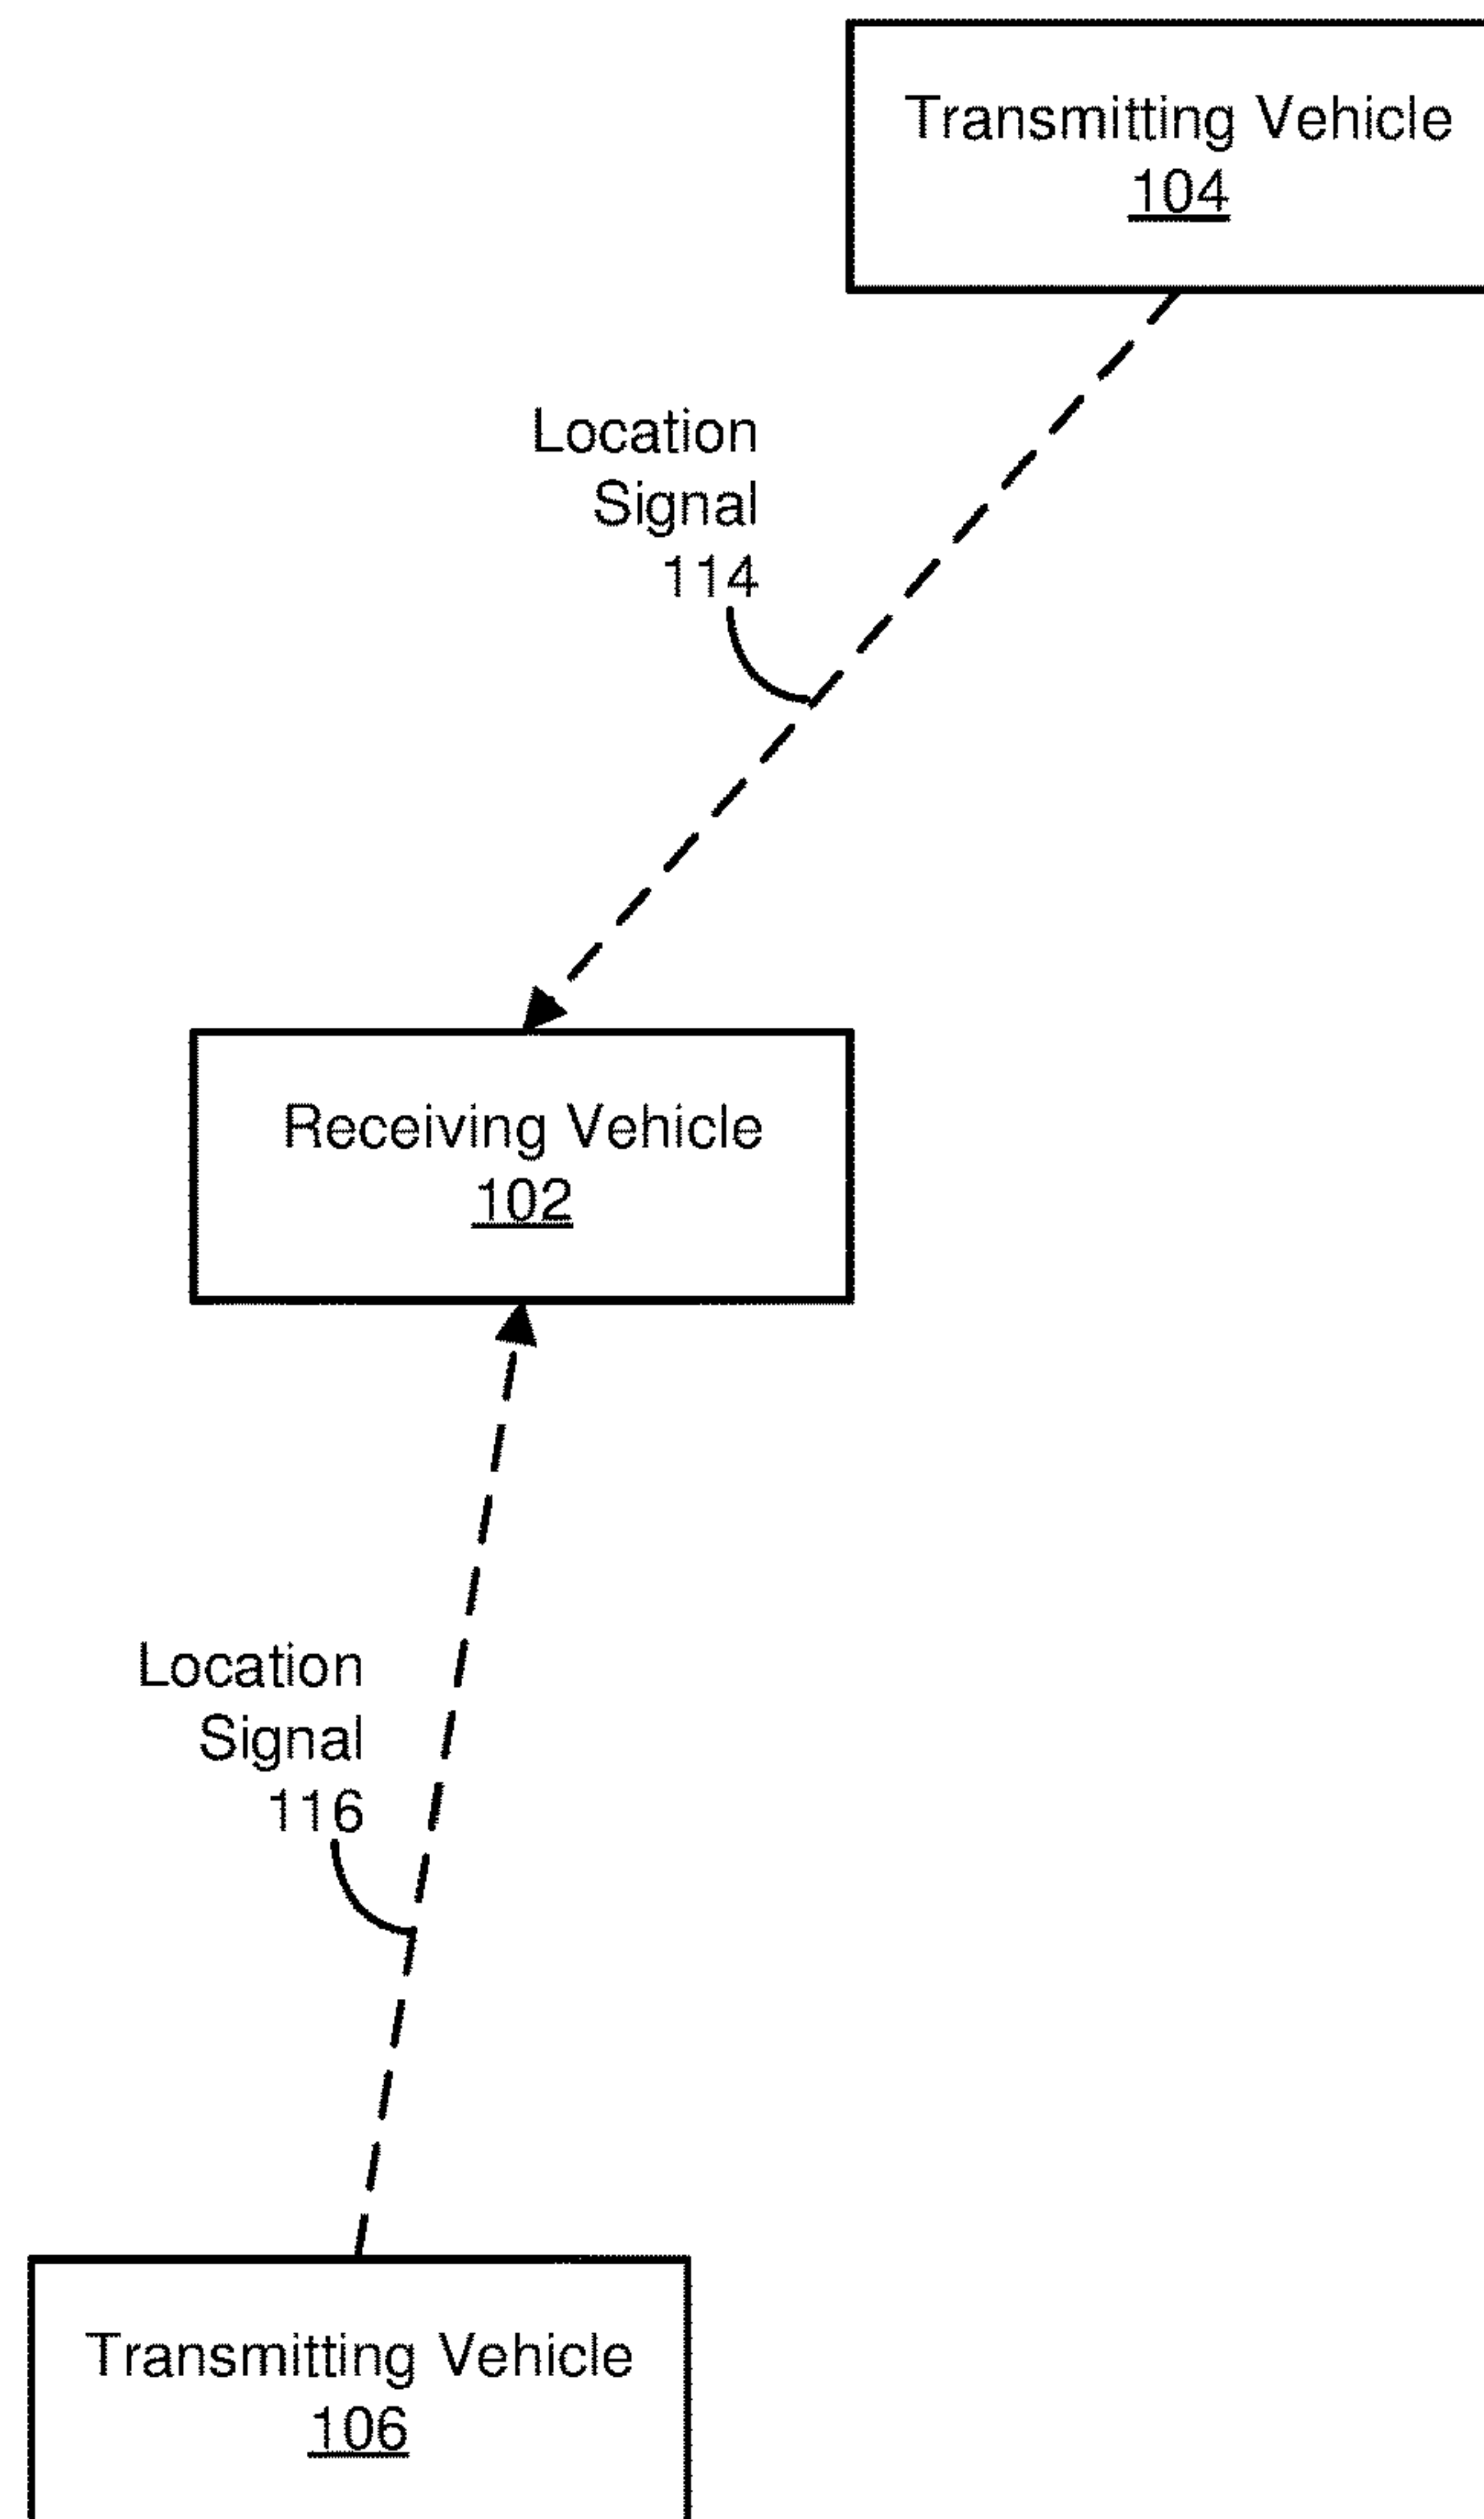 Transmitting Vehicle
104
Location
Signal
114
Receiving Vehicle
102
Location
Signal
116
Transmitting Vehicle
106